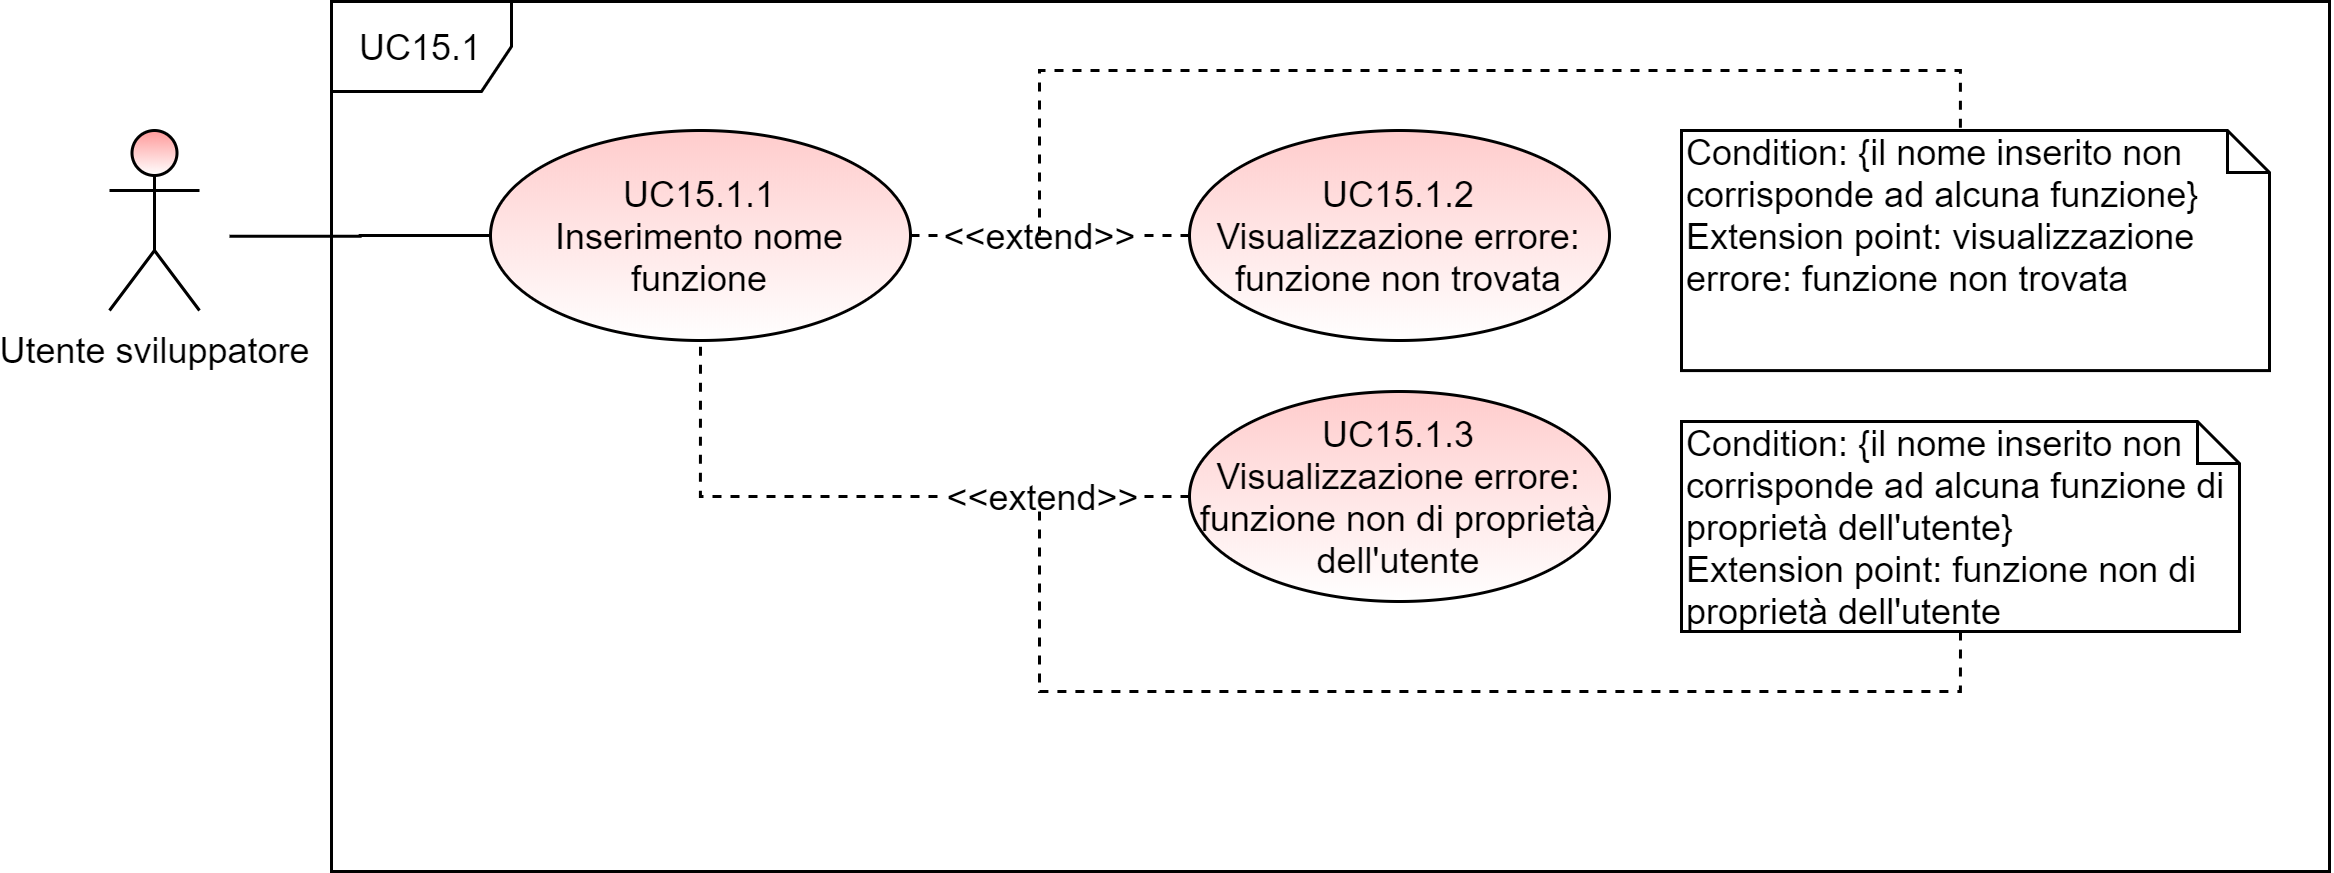 UC15.1
Utente sviluppatore
UC15.1.1
Inserimento nome
funzione
<<extend>>
UC15.1.2
Visualizzazione errore:
funzione non trovata
Condition: {il nome inserito non
corrisponde ad alcuna funzione}
Extension point: visualizzazione
errore: funzione non trovata
<<extend>>
UC15.1.3
Visualizzazione errore:
funzione non di proprietà
dell'utente
Condition: {il nome inserito non
corrisponde ad alcuna funzione di
proprietà dell'utente}
Extension point: funzione non di
proprietà dell'utente